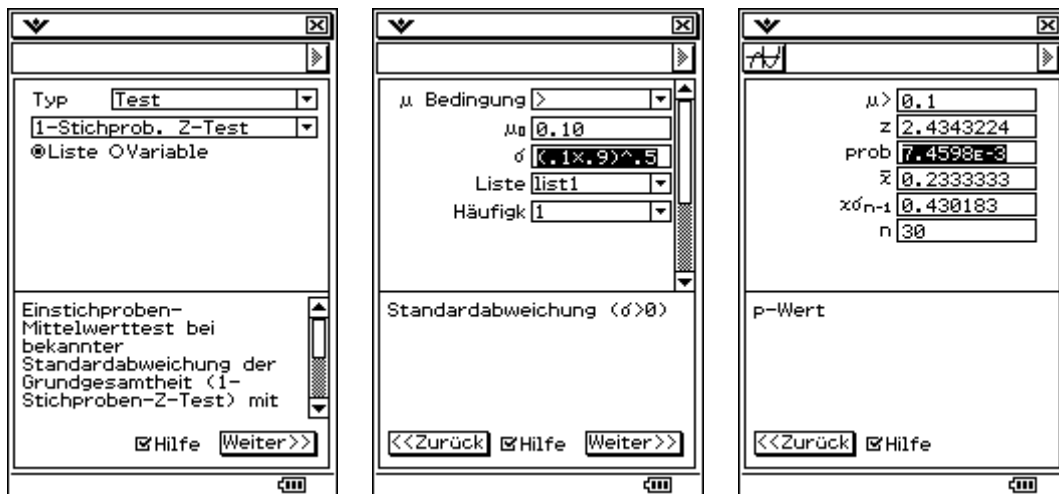 Typ Test
1-Stichprob. Z-Test
Liste Variable
Einstichproben-
Mittelwerttest bei
bekannter
Standardabweichung der
Grundgesamtheit (1-
Stichproben-Z-Test) mit
Hilfe Weiter>>
μ Bedingung >
μ0 0.10
σ (.1×.9)^.5
Liste list1
Häufigk 1
Standardabweichung (σ>0)
<<Zurück Hilfe Weiter>>
μ> 0.1
z 2.4343224
prob 7.4598E-3
x̄ 0.2333333
xσn-1 0.430183
n 30
p-Wert
<<Zurück Hilfe